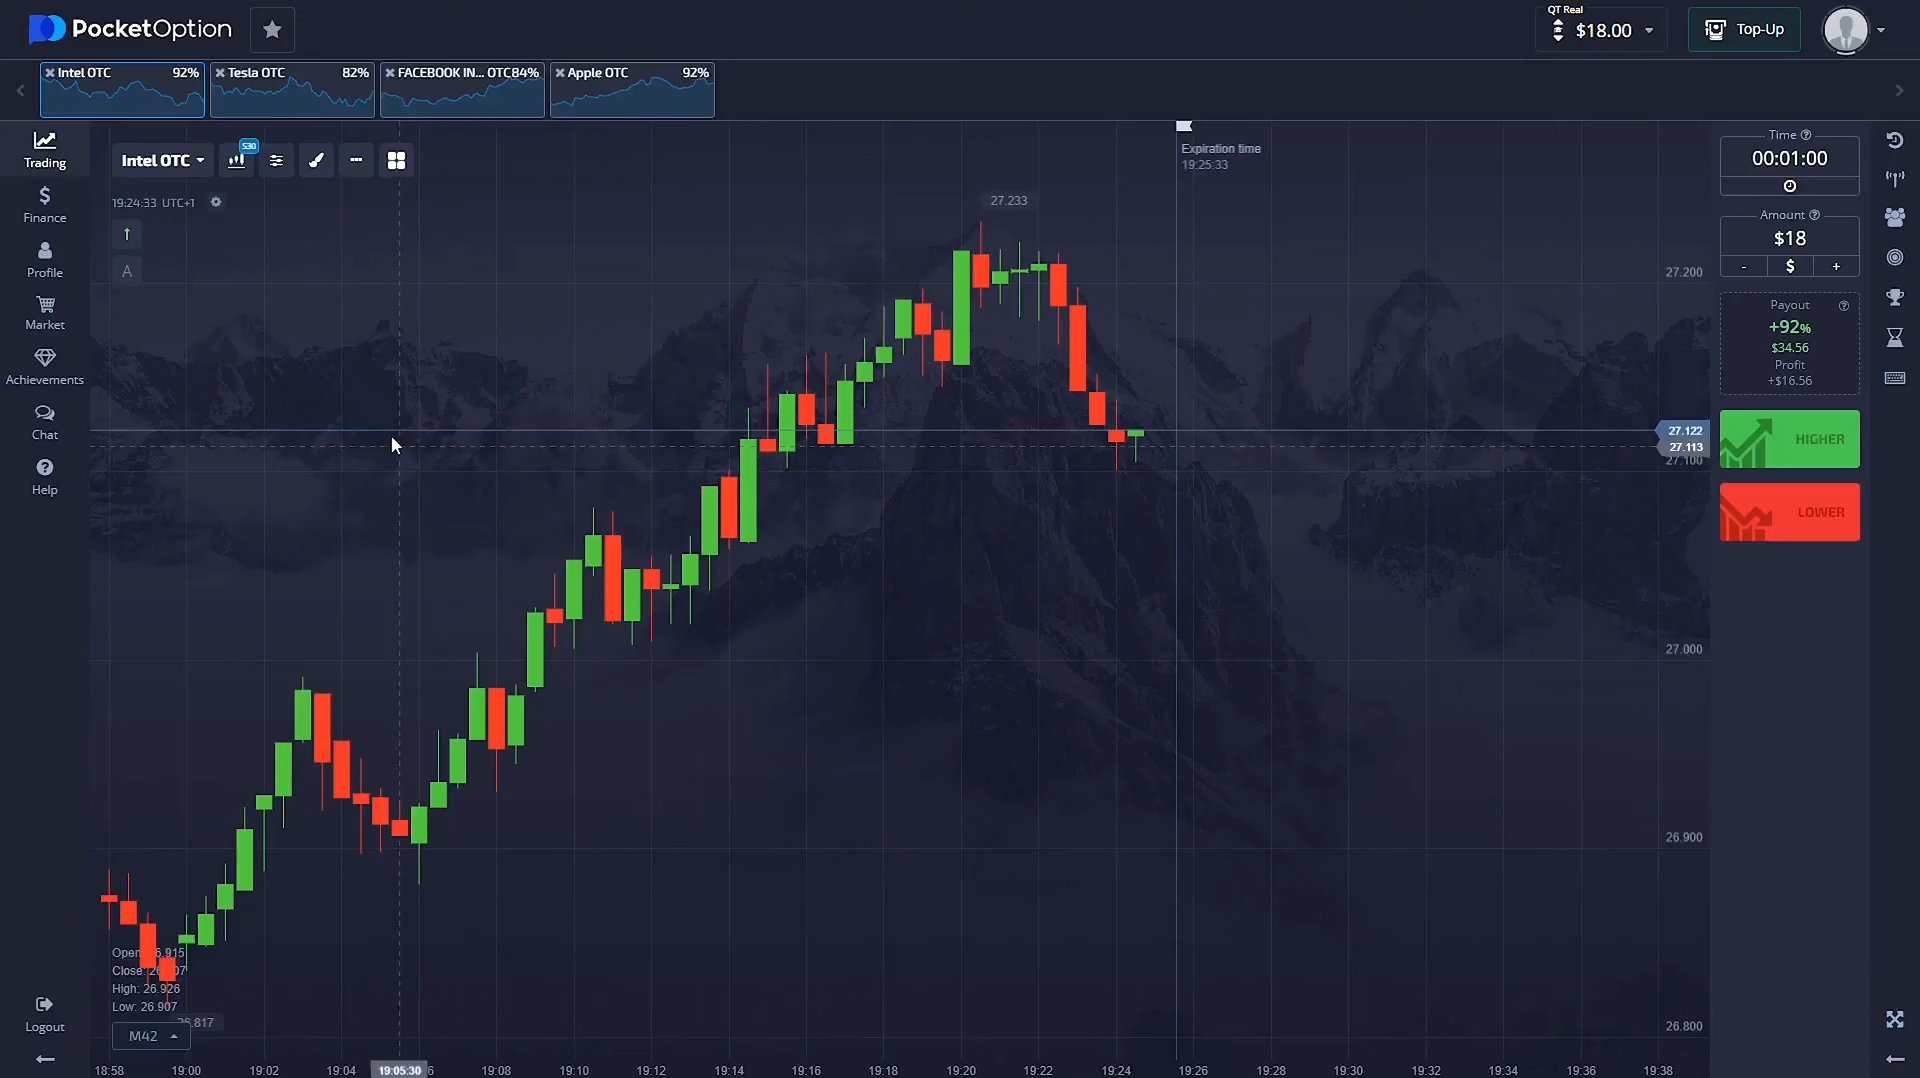 PocketOption
QT Real
$18.00
Top-Up
Intel OTC 92%
Tesla OTC 82%
FACEBOOK IN... OTC 84%
Apple OTC 92%
Trading
Finance
Profile
Market
Achievements
Chat
Help
Logout
Intel OTC
S30
19:24:33 UTC+1
A
Expiration time
19:25:33
27.233
27.200
27.122
27.113
27.100
27.000
26.900
26.800
Time
00:01:00
Amount
$18
- $ +
Payout
+92%
$34.56
Profit
+$16.56
HIGHER
LOWER
High: 26.926
Low: 26.907
M42
18:58 19:00 19:02 19:04 19:05:30 6 19:08 19:10 19:12 19:14 19:16 19:18 19:20 19:22 19:24 19:26 19:28 19:30 19:32 19:34 19:36 19:38